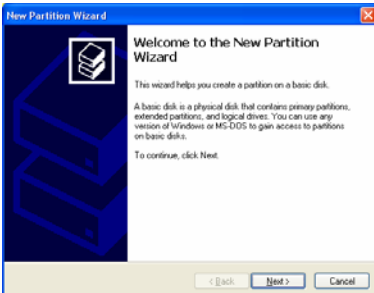 New Partition Wizard
Welcome to the New Partition
Wizard
This wizard helps you create a partition on a basic disk.
A basic disk is a physical disk that contains primary partitions,
extended partitions, and logical drives. You can use any
version of Windows or MS-DOS to gain access to partitions
on basic disks.
To continue, click Next.
< Back Next > Cancel